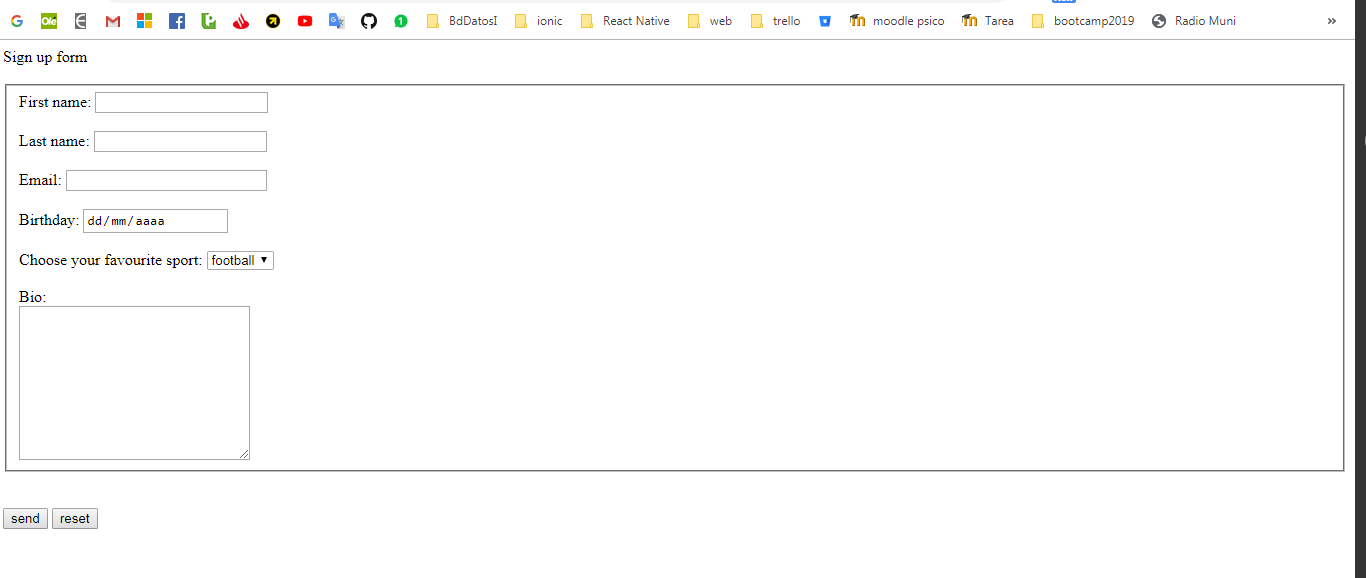 Olé BdDatosI ionic React Native web trello moodle psico Tarea bootcamp2019 Radio Muni »
Sign up form
First name:
Last name:
Email:
Birthday: dd/mm/aaaa
Choose your favourite sport: football
Bio:
send reset